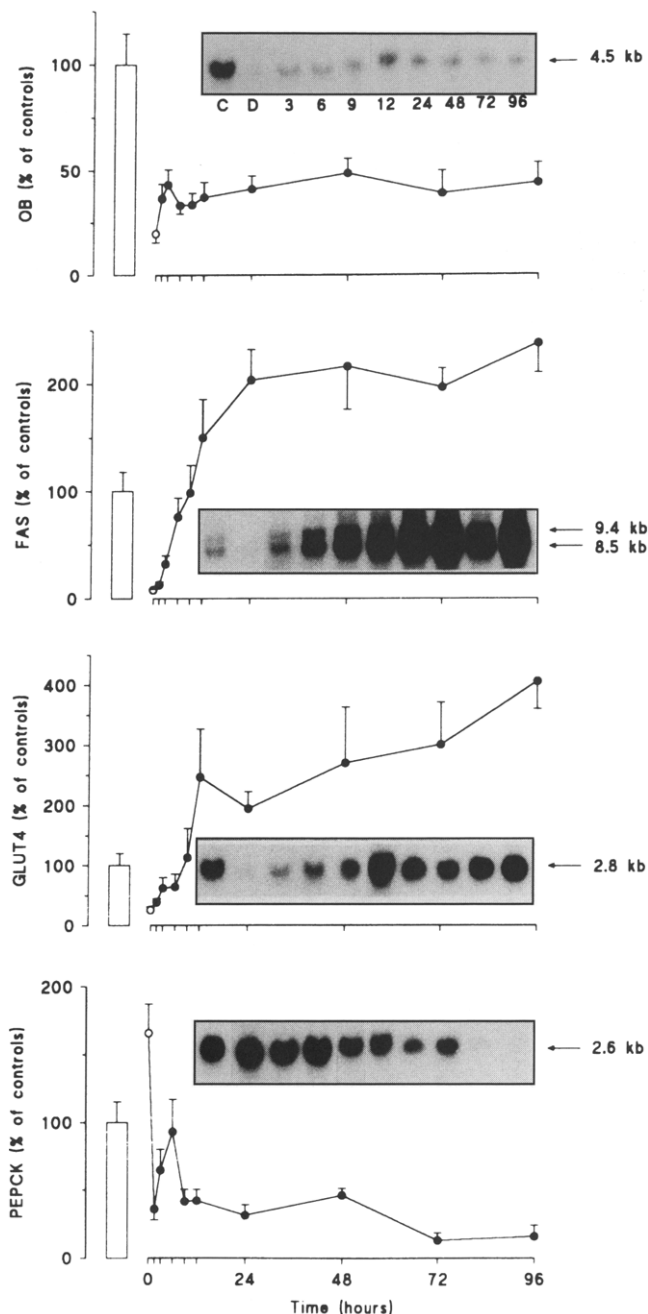 OB (% of controls)
100
50
0
4.5 kb
C D 3 6 9 12 24 48 72 96
FAS (% of controls)
200
100
0
9.4 kb
8.5 kb
GLUT4 (% of controls)
400
300
200
100
0
2.8 kb
PEPCK (% of controls)
200
100
0
2.6 kb
0 24 48 72 96
Time (hours)